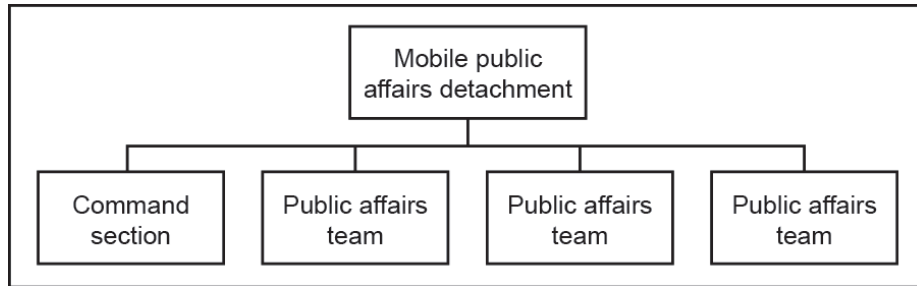 Mobile public
affairs detachment
Command
section
Public affairs
team
Public affairs
team
Public affairs
team